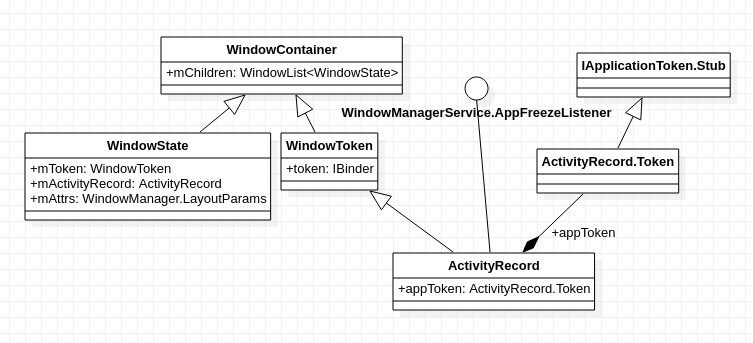 WindowContainer
+mChildren: WindowList<WindowState>
IApplicationToken.Stub
WindowManagerService.AppFreezeListener
WindowState
+mToken: WindowToken
+mActivityRecord: ActivityRecord
+mAttrs: WindowManager.LayoutParams
WindowToken
+token: IBinder
ActivityRecord.Token
+appToken
ActivityRecord
+appToken: ActivityRecord.Token